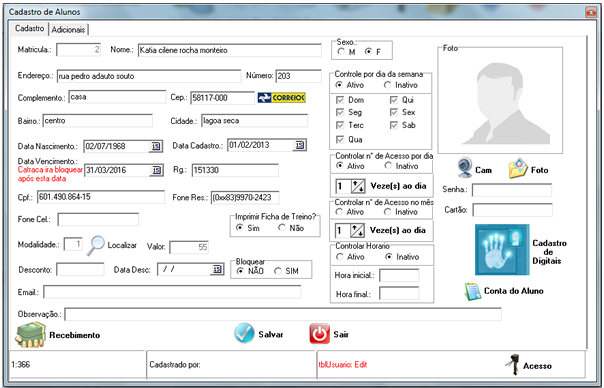 Cadastro de Alunos
Cadastro Adicionais
Matricula.: 2 Nome.: Katia cilene rocha monteiro
Sexo.: M F
Foto
Endereço.: rua pedro adauto souto Número: 203
Controle por dia da semana
Ativo Inativo
Complemento.: casa Cep.: 58117-000 CORREIOS
Dom Qui
Seg Sex
Terc Sab
Qua
Bairro.: centro Cidade.: lagoa seca
Data Nascimento.: 02/07/1968 15 Data Cadastro.: 01/02/2013 15
Data Vencimento.:
Catraca ira bloquear
após esta data
31/03/2016 15 Rg.: 151330
Controlar n° de Acesso por dia
Ativo Inativo
1 Veze(s) ao dia
Cam Foto
Senha.:
Cartão:
Cpf.: 601.490.864-15 Fone Res.: (0xx83)9970-2423
Controlar n° de Acesso no mês
Ativo Inativo
1 Veze(s) ao dia
Fone Cel.:
Imprimir Ficha de Treino?
Sim Não
Modalidade.: 1 Localizar Valor: 55
Cadastro
de
Digitais
Controlar Horario
Ativo Inativo
Hora inicial.:
Hora final.:
Desconto: Data Desc: / / 15
Bloquear
NÃO SIM
Email.:
Conta do Aluno
Observação.:
Recebimento Salvar Sair
1:366 Cadastrado por: tblUsuario: Edit Acesso